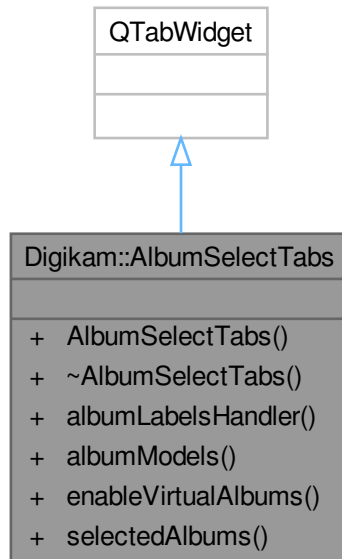 QTabWidget
Digikam::AlbumSelectTabs
+ AlbumSelectTabs()
+ ~AlbumSelectTabs()
+ albumLabelsHandler()
+ albumModels()
+ enableVirtualAlbums()
+ selectedAlbums()